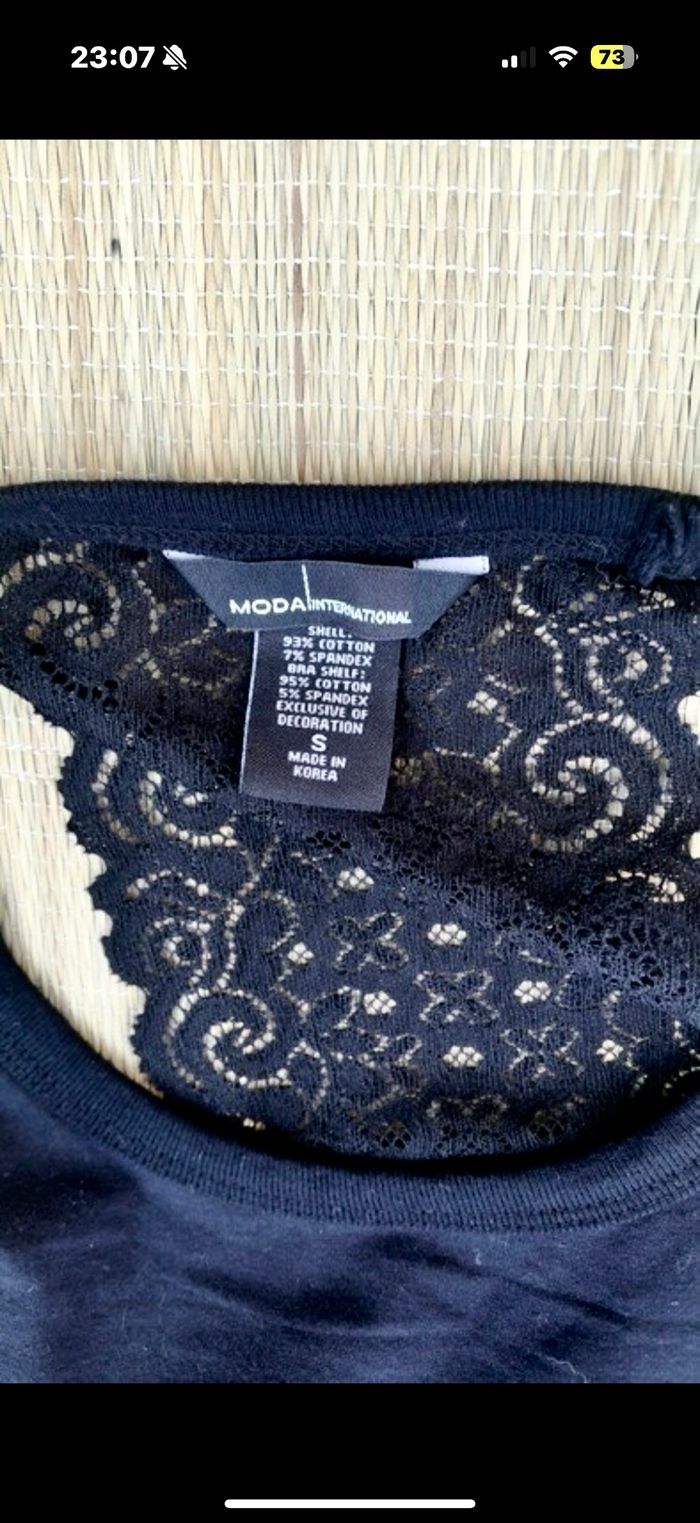 23:07
73
MODA INTERNATIONAL
SHELL:
93% COTTON
7% SPANDEX
BRA SHELF:
95% COTTON
5% SPANDEX
EXCLUSIVE OF
DECORATION
S
MADE IN
KOREA